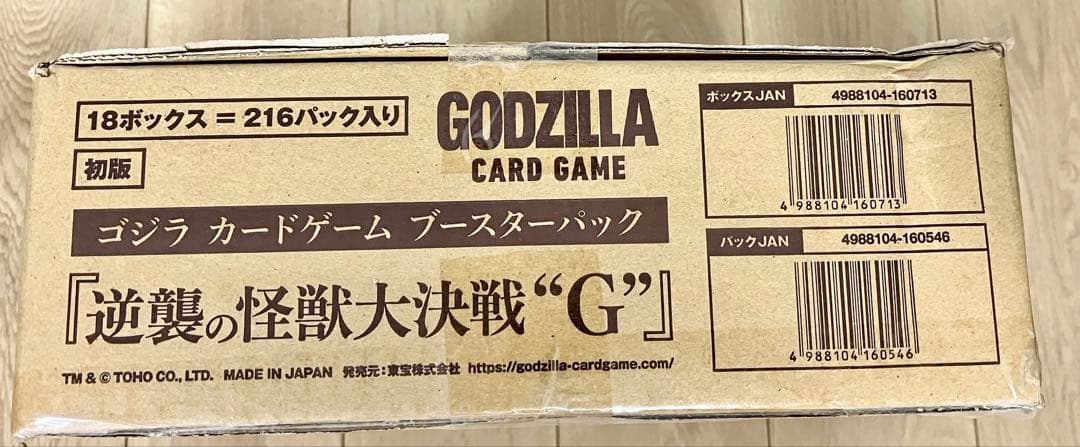 18ボックス = 216パック入り
初版
GODZILLA
CARD GAME
ゴジラ カードゲーム ブースターパック
『逆襲の怪獣大決戦“G”』
TM & © TOHO CO., LTD. MADE IN JAPAN 発売元:東宝株式会社 https://godzilla-cardgame.com/
ボックスJAN 4988104-160713
4 988104 160713
パックJAN 4988104-160546
4 988104 160546